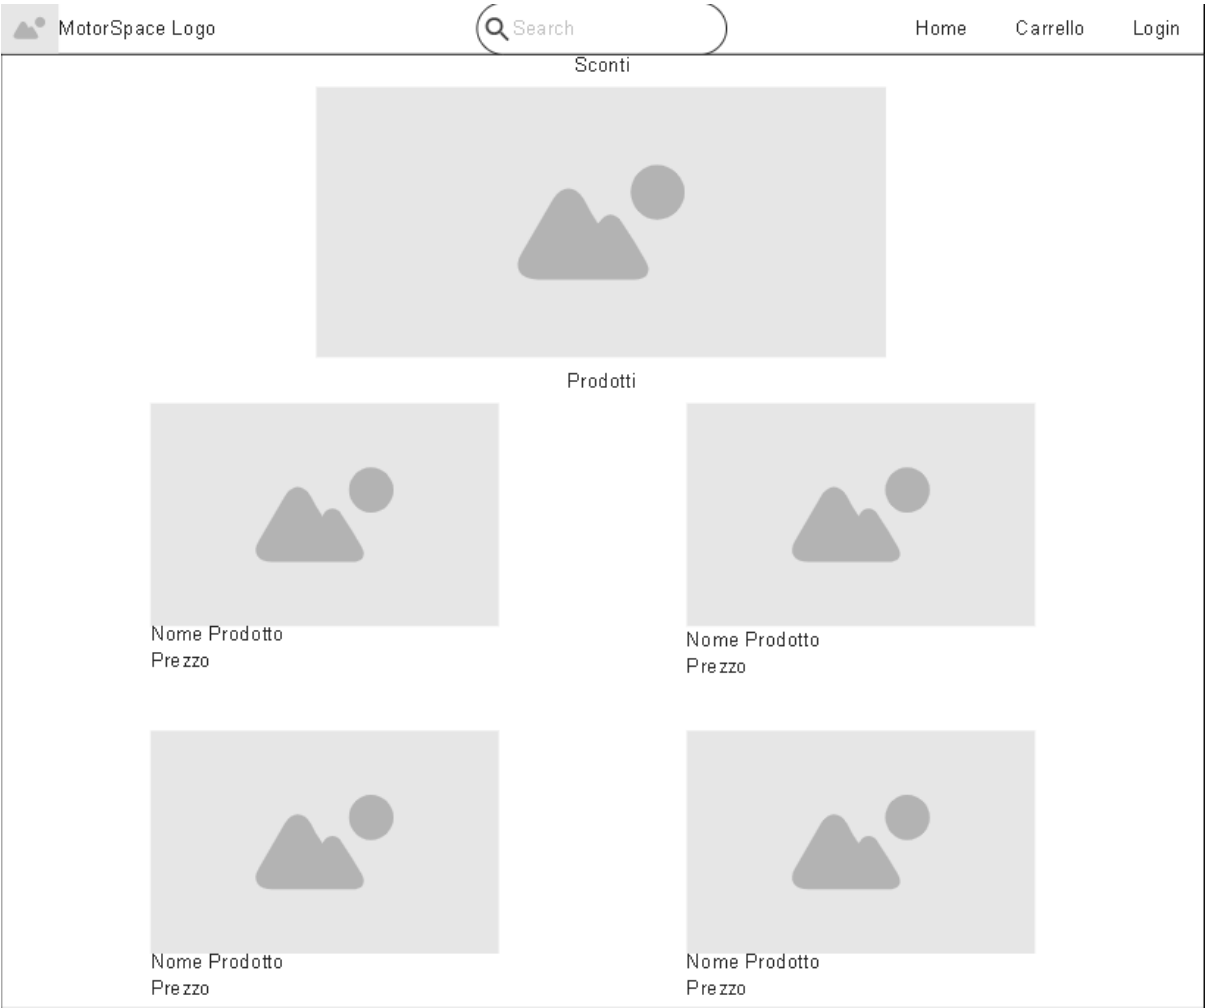 MotorSpace Logo
Search
Home
Carrello
Login
Sconti
Prodotti
Nome Prodotto
Prezzo
Nome Prodotto
Prezzo
Nome Prodotto
Prezzo
Nome Prodotto
Prezzo